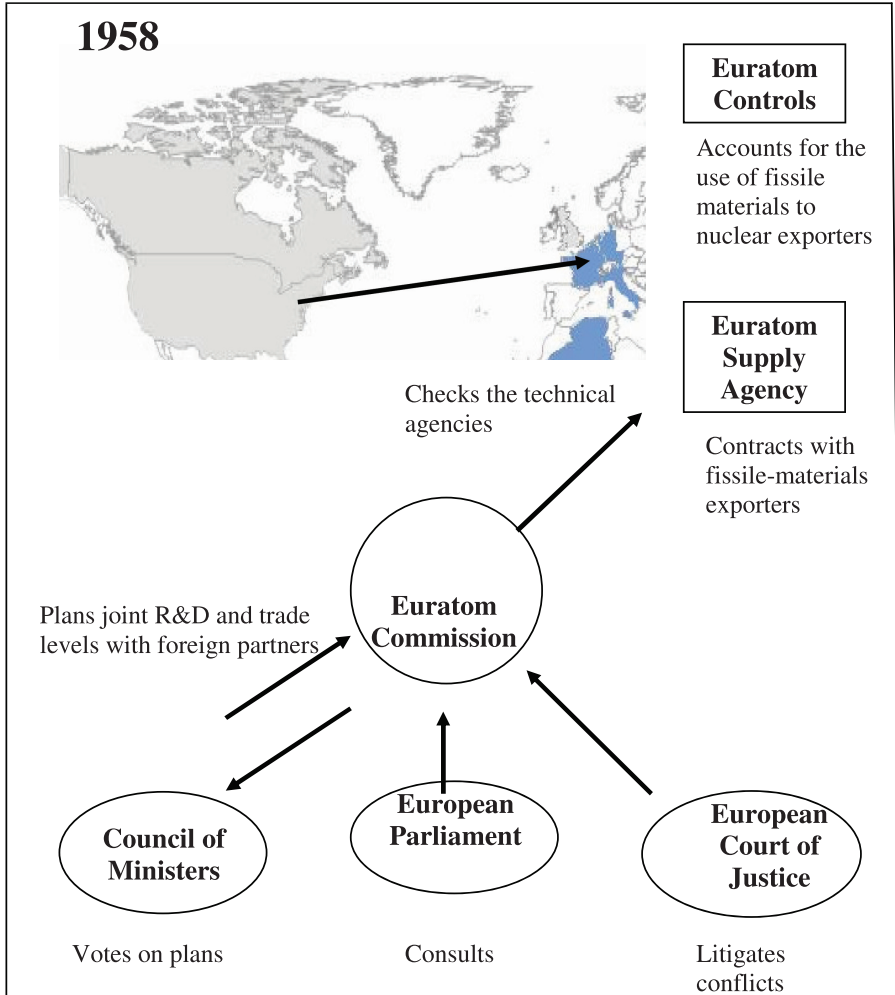 1958
Euratom
Controls
Accounts for the
use of fissile
materials to
nuclear exporters
Euratom
Supply
Agency
Checks the technical
agencies
Contracts with
fissile-materials
exporters
Plans joint R&D and trade
levels with foreign partners
Euratom
Commission
Council of
Ministers
European
Parliament
European
Court of
Justice
Votes on plans
Consults
Litigates
conflicts